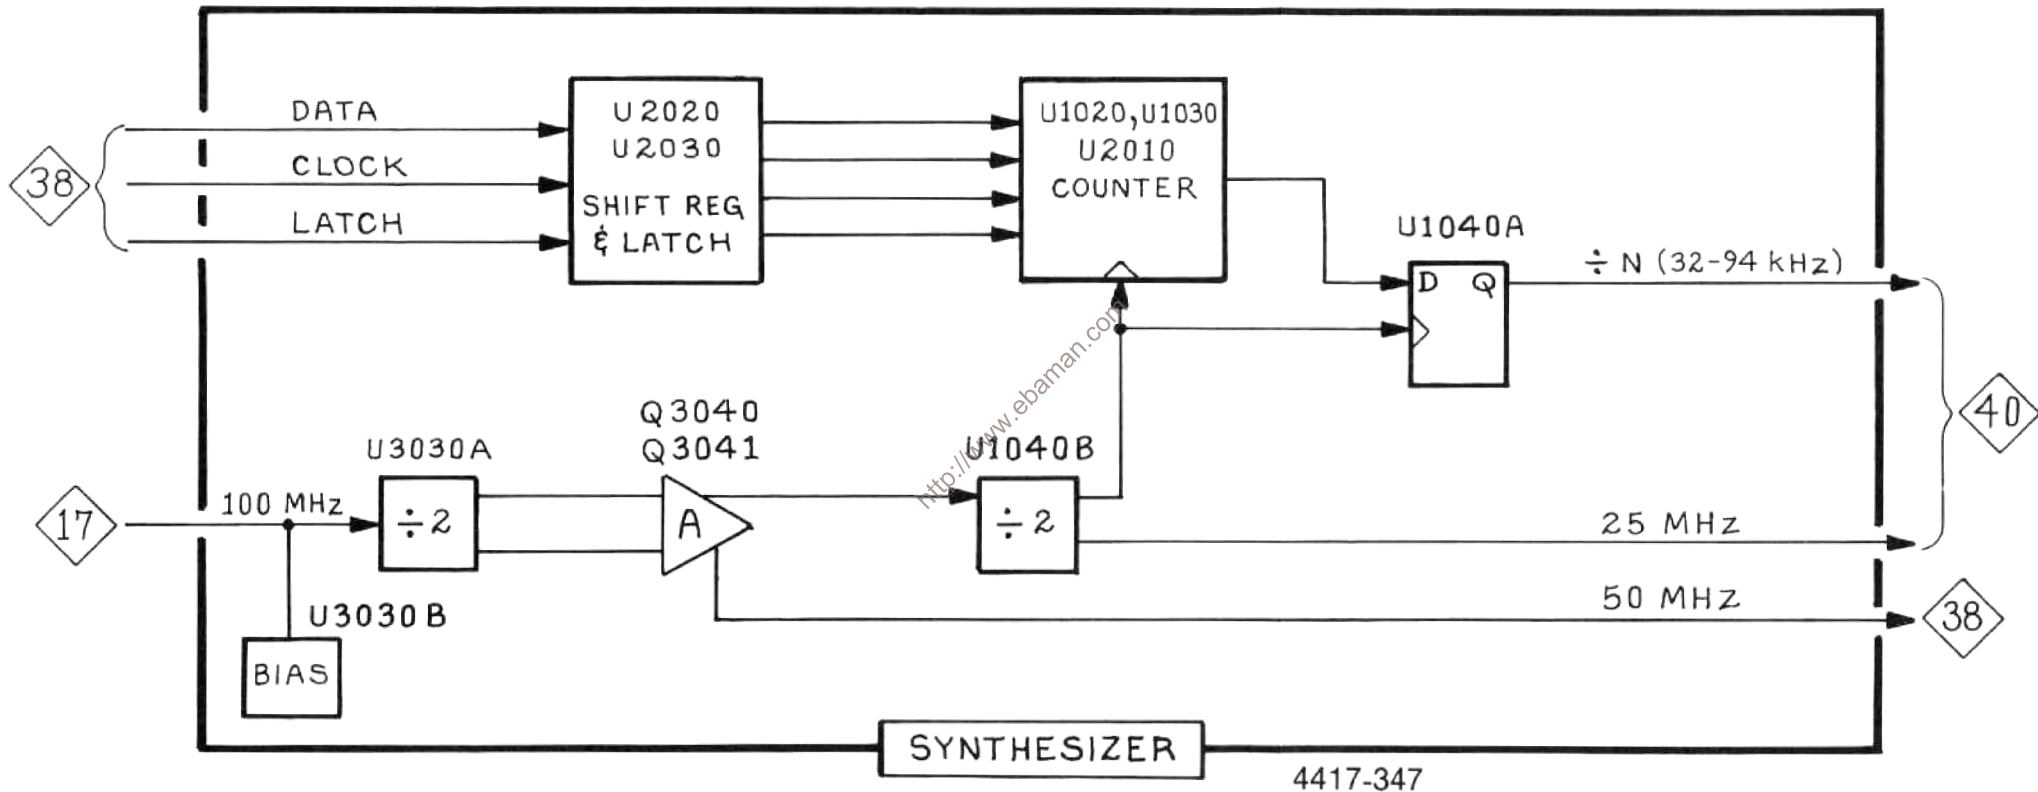 DATA
CLOCK
LATCH
38
U2020
U2030
SHIFT REG
& LATCH
U1020, U1030
U2010
COUNTER
U1040A
D Q
÷ N (32-94 kHz)
40
Q3040
Q3041
U3030A
U1040B
http://www.ebaman.com
17
100 MHz
÷2
A
÷2
25 MHz
50 MHz
38
U3030B
BIAS
SYNTHESIZER
4417-347